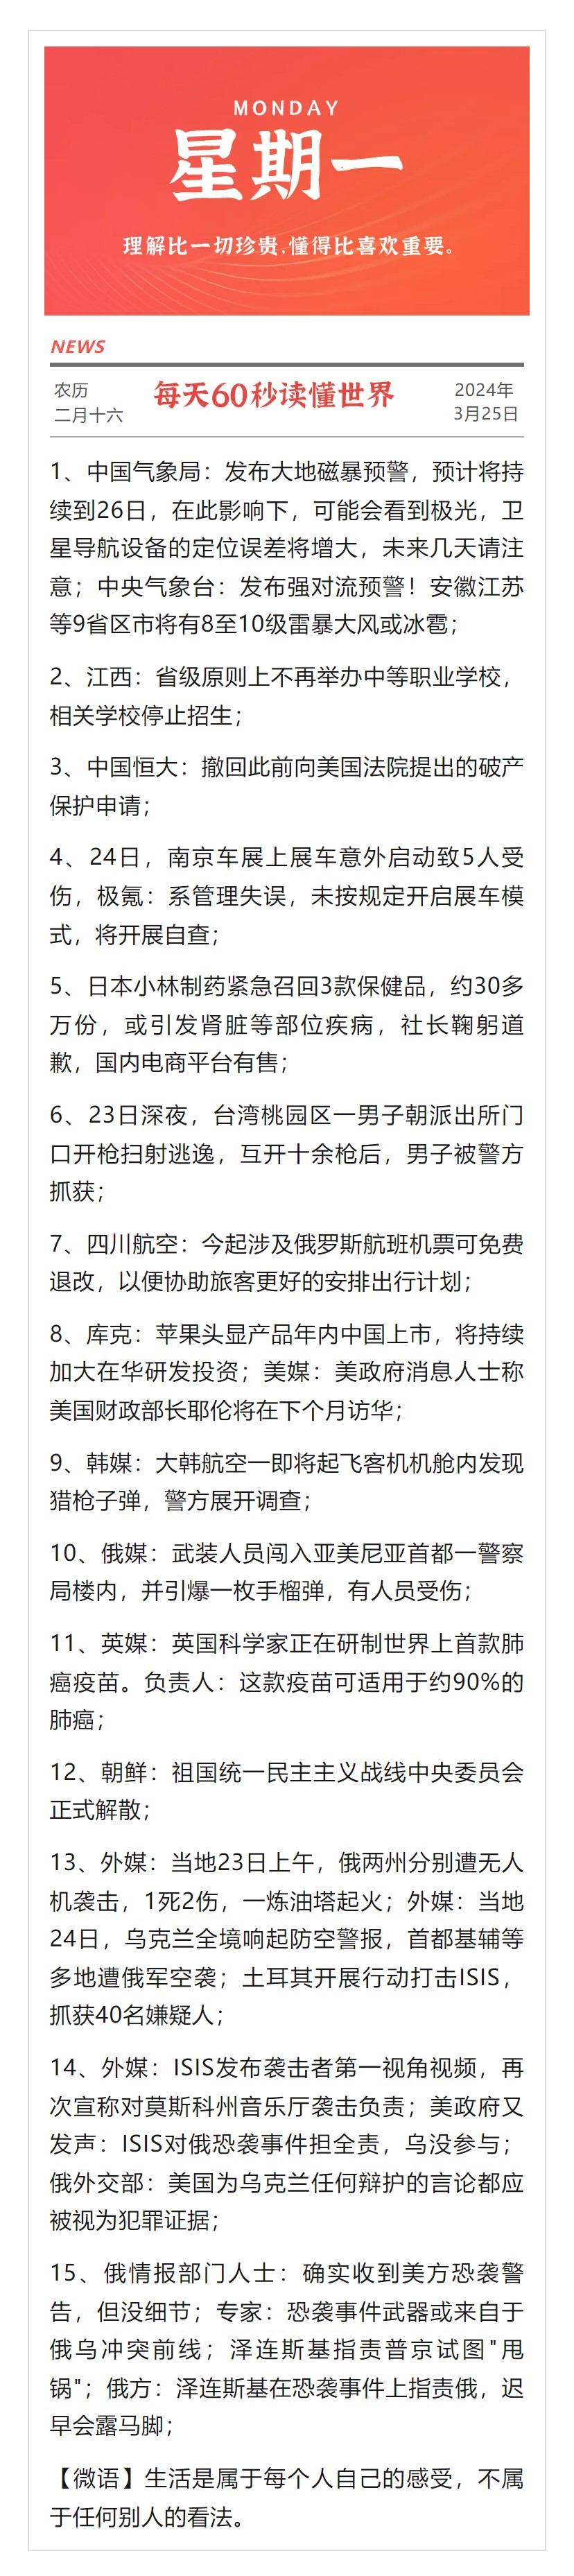 MONDAY
星期一
理解比一切珍贵,懂得比喜欢重要。
NEWS
农历
二月十六
每天60秒读懂世界
2024年
3月25日
1、中国气象局：发布大地磁暴预警，预计将持
续到26日，在此影响下，可能会看到极光，卫
星导航设备的定位误差将增大，未来几天请注
意；中央气象台：发布强对流预警！安徽江苏
等9省区市将有8至10级雷暴大风或冰雹；
2、江西：省级原则上不再举办中等职业学校，
相关学校停止招生；
3、中国恒大：撤回此前向美国法院提出的破产
保护申请；
4、24日，南京车展上展车意外启动致5人受
伤，极氪：系管理失误，未按规定开启展车模
式，将开展自查；
5、日本小林制药紧急召回3款保健品，约30多
万份，或引发肾脏等部位疾病，社长鞠躬道
歉，国内电商平台有售；
6、23日深夜，台湾桃园区一男子朝派出所门
口开枪扫射逃逸，互开十余枪后，男子被警方
抓获；
7、四川航空：今起涉及俄罗斯航班机票可免费
退改，以便协助旅客更好的安排出行计划；
8、库克：苹果头显产品年内中国上市，将持续
加大在华研发投资；美媒：美政府消息人士称
美国财政部长耶伦将在下个月访华；
9、韩媒：大韩航空一即将起飞客机机舱内发现
猎枪子弹，警方展开调查；
10、俄媒：武装人员闯入亚美尼亚首都一警察
局楼内，并引爆一枚手榴弹，有人员受伤；
11、英媒：英国科学家正在研制世界上首款肺
癌疫苗。负责人：这款疫苗可适用于约90%的
肺癌；
12、朝鲜：祖国统一民主主义战线中央委员会
正式解散；
13、外媒：当地23日上午，俄两州分别遭无人
机袭击，1死2伤，一炼油塔起火；外媒：当地
24日，乌克兰全境响起防空警报，首都基辅等
多地遭俄军空袭；土耳其开展行动打击ISIS，
抓获40名嫌疑人；
14、外媒：ISIS发布袭击者第一视角视频，再
次宣称对莫斯科州音乐厅袭击负责；美政府又
发声：ISIS对俄恐袭事件担全责，乌没参与；
俄外交部：美国为乌克兰任何辩护的言论都应
被视为犯罪证据；
15、俄情报部门人士：确实收到美方恐袭警
告，但没细节；专家：恐袭事件武器或来自于
俄乌冲突前线；泽连斯基指责普京试图"甩
锅"；俄方：泽连斯基在恐袭事件上指责俄，迟
早会露马脚；
【微语】生活是属于每个人自己的感受，不属
于任何别人的看法。